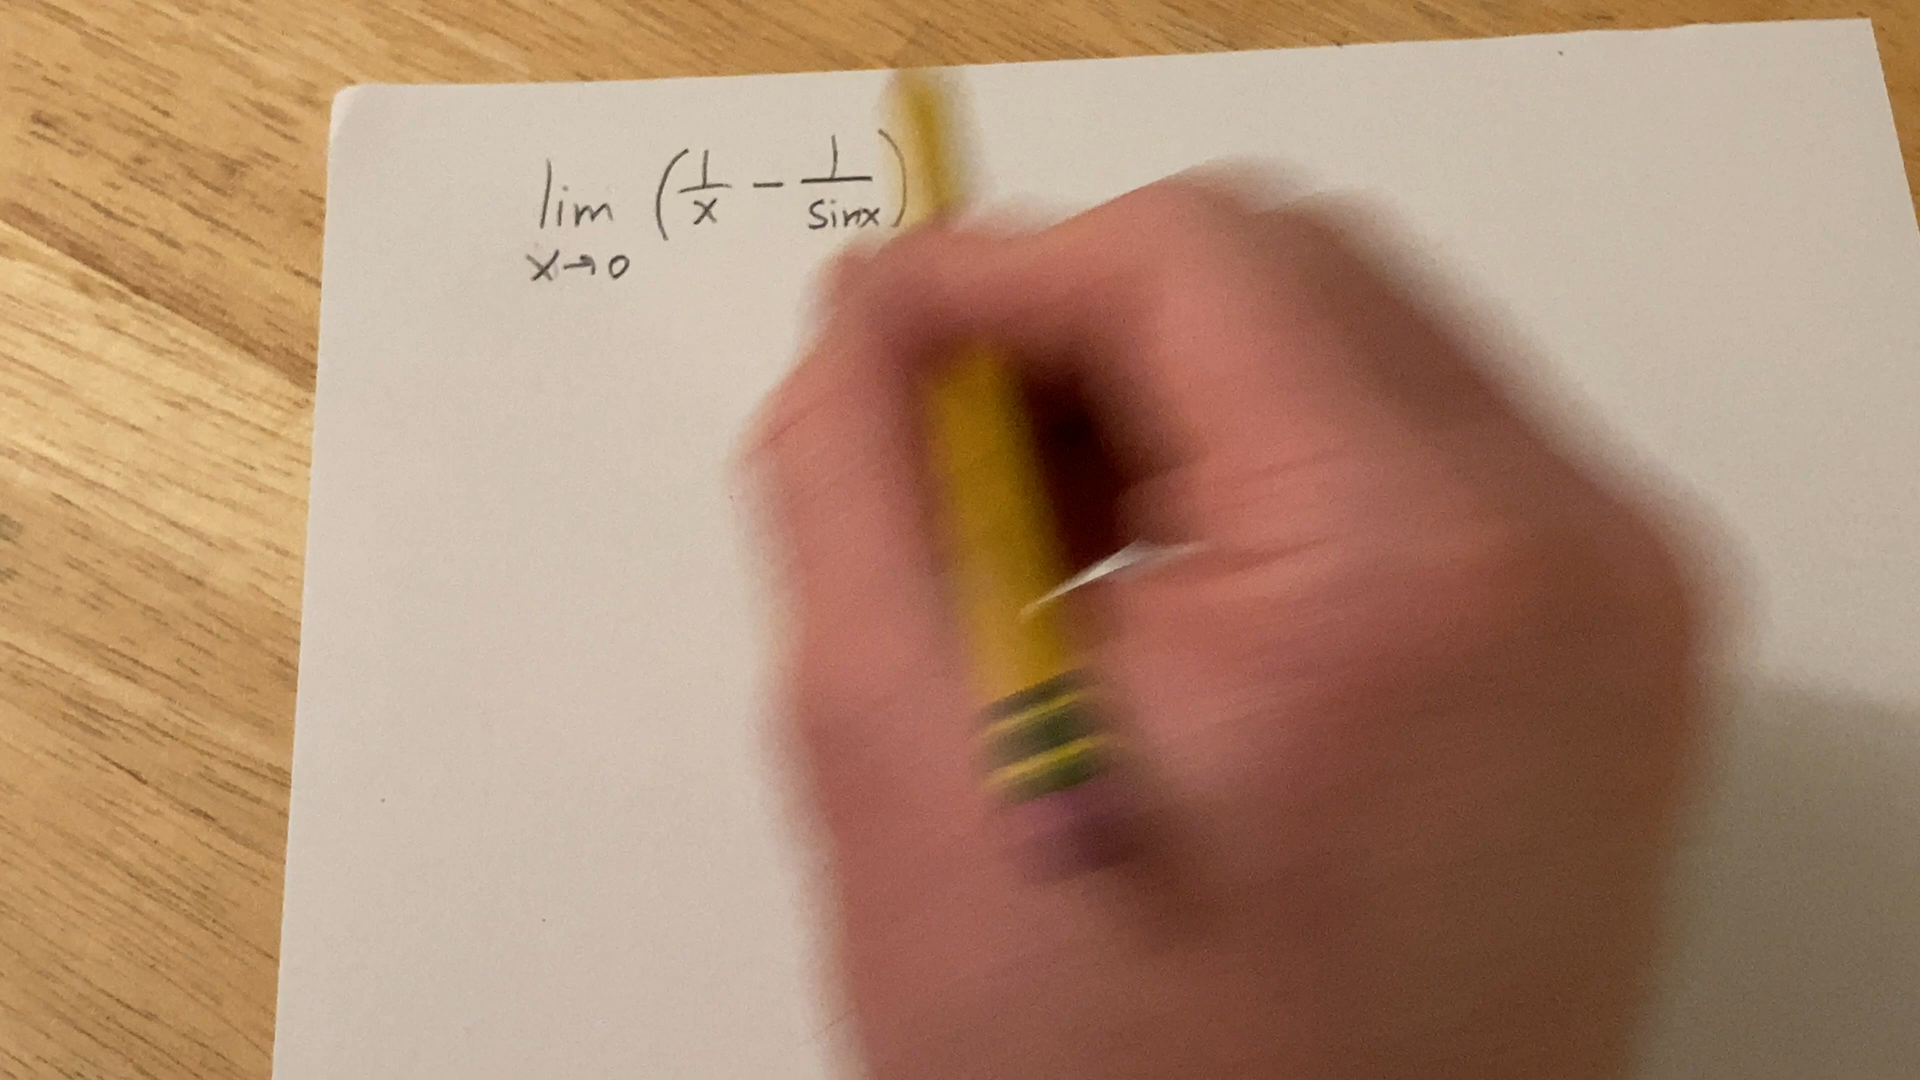 lim (1/x - 1/sinx)
x→0